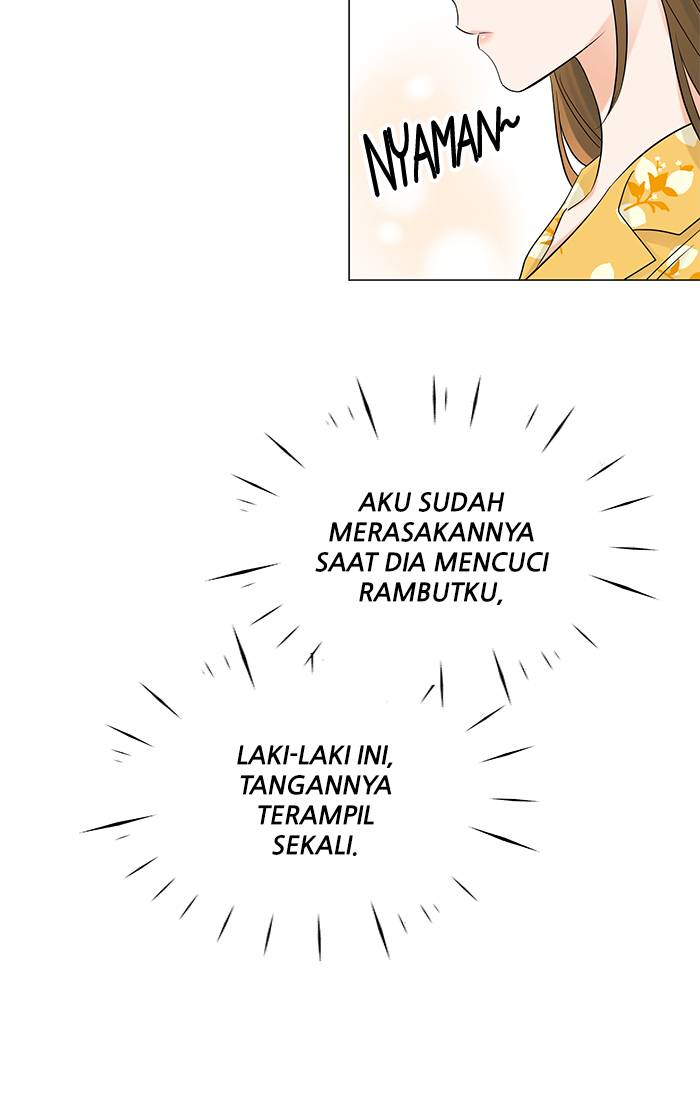 NYAMAN~
AKU SUDAH
MERASAKANNYA
SAAT DIA MENCUCI
RAMBUTKU,
LAKI-LAKI INI,
TANGANNYA
TERAMPIL
SEKALI.